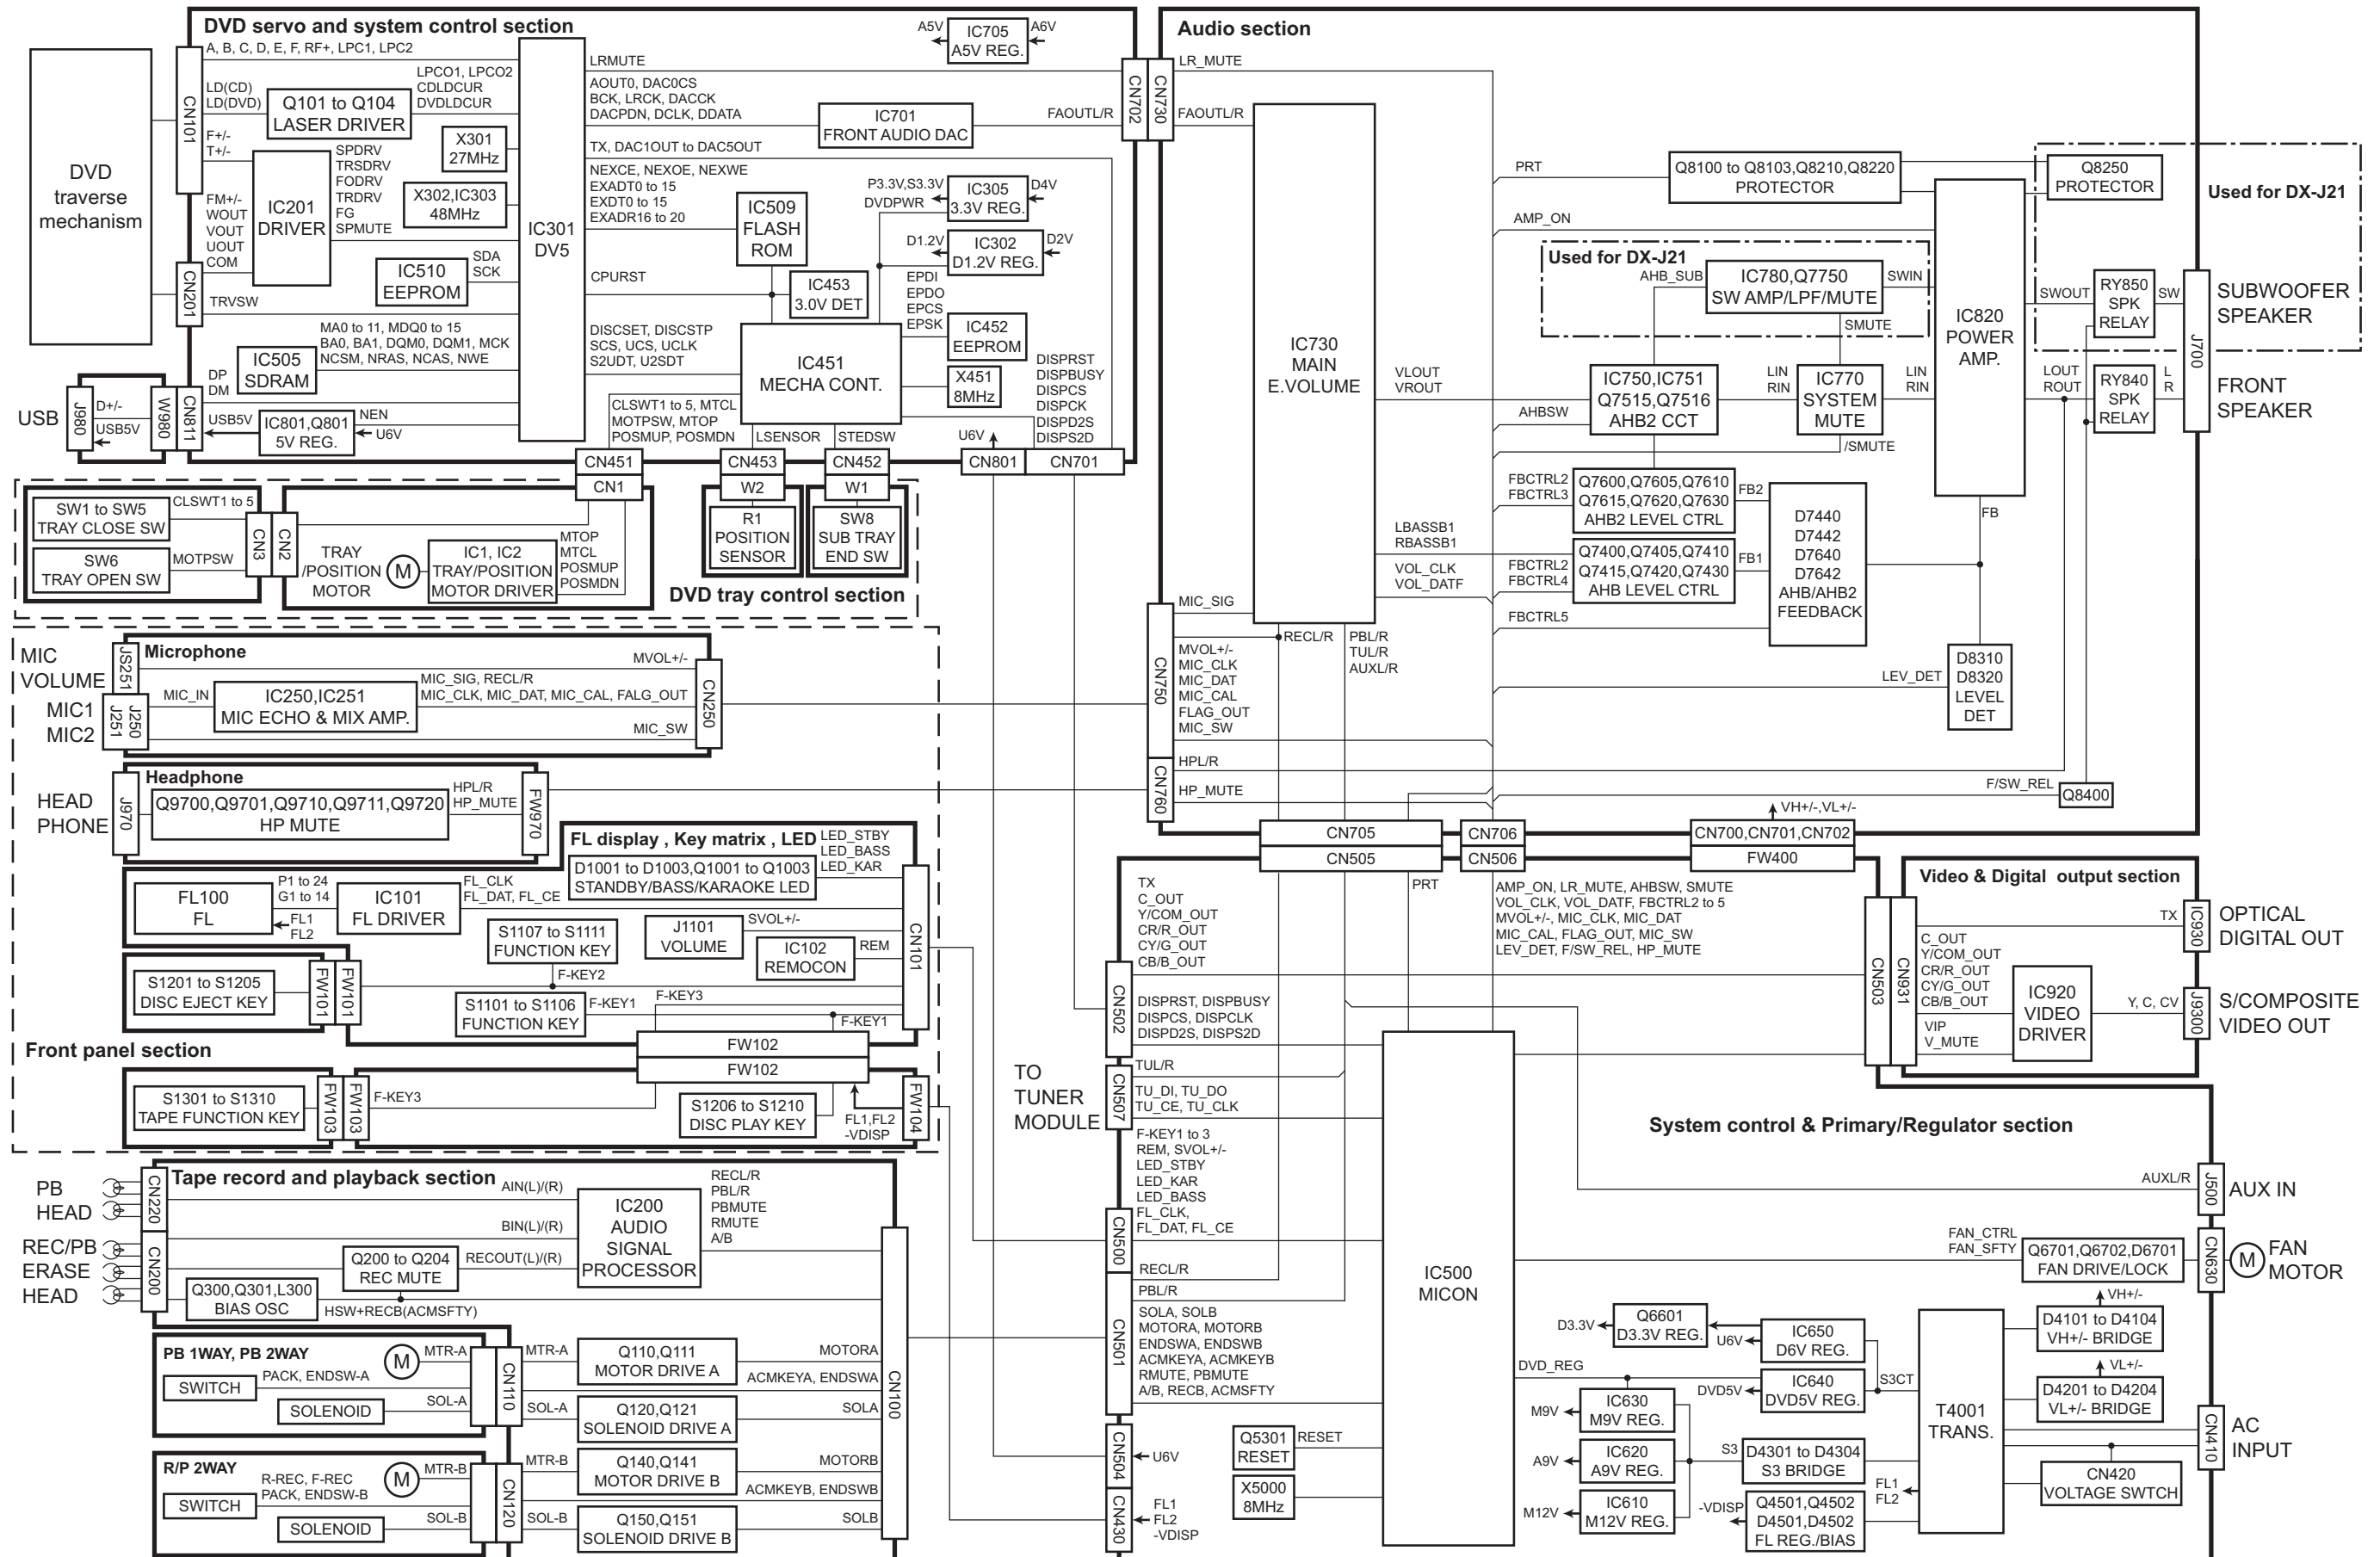 DVD servo and system control section
A, B, C, D, E, F, RF+, LPC1, LPC2
DVD
traverse
mechanism
CN101
LD(CD)
LD(DVD)
Q101 to Q104
LASER DRIVER
LPCO1, LPCO2
CDLDCUR
DVDLDCUR
F+/-
T+/-
FM+/-
WOUT
VOUT
UOUT
COM
IC201
DRIVER
SPDRV
TRSDRV
FODRV
TRDRV
FG
SPMUTE
X301
27MHz
X302,IC303
48MHz
IC510
EEPROM
SDA
SCK
CN201
TRVSW
MA0 to 11, MDQ0 to 15
BA0, BA1, DQM0, DQM1, MCK
NCSM, NRAS, NCAS, NWE
IC505
SDRAM
DP
DM
USB
J980
D+/-
USB5V
W980
CN811
USB5V
IC801,Q801
5V REG.
NEN
U6V
IC301
DV5
LRMUTE
AOUT0, DAC0CS
BCK, LRCK, DACCK
DACPDN, DCLK, DDATA
IC701
FRONT AUDIO DAC
FAOUTL/R
TX, DAC1OUT to DAC5OUT
NEXCE, NEXOE, NEXWE
EXADT0 to 15
EXDT0 to 15
EXADR16 to 20
IC509
FLASH
ROM
CPURST
IC453
3.0V DET
A5V
IC705
A5V REG.
A6V
P3.3V,S3.3V
DVDPWR
IC305
3.3V REG.
D4V
D1.2V
IC302
D1.2V REG.
D2V
EPDI
EPDO
EPCS
EPSK
IC452
EEPROM
DISCSET, DISCSTP
SCS, UCS, UCLK
S2UDT, U2SDT
IC451
MECHA CONT.
X451
8MHz
DISPRST
DISPBUSY
DISPCS
DISPCK
DISPD2S
DISPS2D
CLSWT1 to 5, MTCL
MOTPSW, MTOP
POSMUP, POSMDN
LSENSOR
STEDSW
U6V
CN451
CN453
CN452
CN801
CN701
CN702
CN1
W2
W1
SW1 to SW5
TRAY CLOSE SW
CLSWT1 to 5
SW6
TRAY OPEN SW
MOTPSW
CN3
CN2
TRAY
/POSITION
MOTOR
M
IC1, IC2
TRAY/POSITION
MOTOR DRIVER
MTOP
MTCL
POSMUP
POSMDN
R1
POSITION
SENSOR
SW8
SUB TRAY
END SW
DVD tray control section
MIC
VOLUME
MIC1
MIC2
JS251
J250
J251
Microphone
MVOL+/-
MIC_IN
IC250,IC251
MIC ECHO & MIX AMP.
MIC_SIG, RECL/R
MIC_CLK, MIC_DAT, MIC_CAL, FALG_OUT
MIC_SW
CN250
HEAD
PHONE
J970
Headphone
Q9700,Q9701,Q9710,Q9711,Q9720
HP MUTE
HPL/R
HP_MUTE
FW970
FL display , Key matrix , LED
D1001 to D1003,Q1001 to Q1003
STANDBY/BASS/KARAOKE LED
LED_STBY
LED_BASS
LED_KAR
FL100
FL
P1 to 24
G1 to 14
FL1
FL2
IC101
FL DRIVER
FL_CLK
FL_DAT, FL_CE
S1107 to S1111
FUNCTION KEY
J1101
VOLUME
SVOL+/-
IC102
REMOCON
REM
CN101
S1201 to S1205
DISC EJECT KEY
FW101
FW101
F-KEY2
S1101 to S1106
FUNCTION KEY
F-KEY1
F-KEY3
F-KEY1
FW102
FW102
Front panel section
S1301 to S1310
TAPE FUNCTION KEY
FW103
FW103
F-KEY3
S1206 to S1210
DISC PLAY KEY
FL1,FL2
-VDISP
FW104
Tape record and playback section
PB
HEAD
REC/PB
ERASE
HEAD
CN220
CN200
AIN(L)/(R)
BIN(L)/(R)
Q200 to Q204
REC MUTE
RECOUT(L)/(R)
Q300,Q301,L300
BIAS OSC
HSW+RECB(ACMSFTY)
IC200
AUDIO
SIGNAL
PROCESSOR
RECL/R
PBL/R
PBMUTE
RMUTE
A/B
PB 1WAY, PB 2WAY
M
MTR-A
SWITCH
PACK, ENDSW-A
SOLENOID
SOL-A
CN110
MTR-A
Q110,Q111
MOTOR DRIVE A
MOTORA
ACMKEYA, ENDSWA
SOL-A
Q120,Q121
SOLENOID DRIVE A
SOLA
R/P 2WAY
M
MTR-B
R-REC, F-REC
PACK, ENDSW-B
SWITCH
SOLENOID
SOL-B
CN120
MTR-B
Q140,Q141
MOTOR DRIVE B
MOTORB
ACMKEYB, ENDSWB
SOL-B
Q150,Q151
SOLENOID DRIVE B
SOLB
CN100
Audio section
CN730
LR_MUTE
FAOUTL/R
IC730
MAIN
E.VOLUME
PRT
Q8100 to Q8103,Q8210,Q8220
PROTECTOR
Q8250
PROTECTOR
Used for DX-J21
AMP_ON
Used for DX-J21
AHB_SUB
IC780,Q7750
SW AMP/LPF/MUTE
SWIN
SMUTE
IC820
POWER
AMP.
SWOUT
RY850
SPK
RELAY
SW
SUBWOOFER
SPEAKER
J700
VLOUT
VROUT
AHBSW
IC750,IC751
Q7515,Q7516
AHB2 CCT
LIN
RIN
IC770
SYSTEM
MUTE
LIN
RIN
/SMUTE
LOUT
ROUT
RY840
SPK
RELAY
L
R
FRONT
SPEAKER
FBCTRL2
FBCTRL3
Q7600,Q7605,Q7610
Q7615,Q7620,Q7630
AHB2 LEVEL CTRL
FB2
LBASSB1
RBASSB1
VOL_CLK
VOL_DATF
FBCTRL2
FBCTRL4
Q7400,Q7405,Q7410
Q7415,Q7420,Q7430
AHB LEVEL CTRL
FB1
D7440
D7442
D7640
D7642
AHB/AHB2
FEEDBACK
FB
FBCTRL5
MIC_SIG
RECL/R
PBL/R
TUL/R
AUXL/R
CN750
MVOL+/-
MIC_CLK
MIC_DAT
MIC_CAL
FLAG_OUT
MIC_SW
LEV_DET
D8310
D8320
LEVEL
DET
HPL/R
CN760
HP_MUTE
F/SW_REL
Q8400
VH+/-,VL+/-
CN705
CN706
CN700,CN701,CN702
CN505
CN506
FW400
TX
C_OUT
Y/COM_OUT
CR/R_OUT
CY/G_OUT
CB/B_OUT
PRT
AMP_ON, LR_MUTE, AHBSW, SMUTE
VOL_CLK, VOL_DATF, FBCTRL2 to 5
MVOL+/-, MIC_CLK, MIC_DAT
MIC_CAL, FLAG_OUT, MIC_SW
LEV_DET, F/SW_REL, HP_MUTE
CN502
DISPRST, DISPBUSY
DISPCS, DISPCLK
DISPD2S, DISPS2D
CN503
CN931
Video & Digital output section
TX
IC930
OPTICAL
DIGITAL OUT
C_OUT
Y/COM_OUT
CR/R_OUT
CY/G_OUT
CB/B_OUT
VIP
V_MUTE
IC920
VIDEO
DRIVER
Y, C, CV
J9300
S/COMPOSITE
VIDEO OUT
TO
TUNER
MODULE
CN507
TUL/R
TU_DI, TU_DO
TU_CE, TU_CLK
System control & Primary/Regulator section
F-KEY1 to 3
REM, SVOL+/-
LED_STBY
LED_KAR
LED_BASS
FL_CLK,
FL_DAT, FL_CE
CN500
RECL/R
PBL/R
CN501
SOLA, SOLB
MOTORA, MOTORB
ENDSWA, ENDSWB
ACMKEYA, ACMKEYB
RMUTE, PBMUTE
A/B, RECB, ACMSFTY
CN504
U6V
CN430
FL1
FL2
-VDISP
Q5301
RESET
RESET
X5000
8MHz
IC500
MICON
AUXL/R
J500
AUX IN
FAN_CTRL
FAN_SFTY
Q6701,Q6702,D6701
FAN DRIVE/LOCK
CN630
M
FAN
MOTOR
D3.3V
Q6601
D3.3V REG.
U6V
IC650
D6V REG.
DVD_REG
DVD5V
IC640
DVD5V REG.
S3CT
M9V
IC630
M9V REG.
A9V
IC620
A9V REG.
M12V
IC610
M12V REG.
S3
D4301 to D4304
S3 BRIDGE
FL1
FL2
-VDISP
Q4501,Q4502
D4501,D4502
FL REG./BIAS
T4001
TRANS.
VH+/-
D4101 to D4104
VH+/- BRIDGE
VL+/-
D4201 to D4204
VL+/- BRIDGE
CN410
AC
INPUT
CN420
VOLTAGE SWTCH